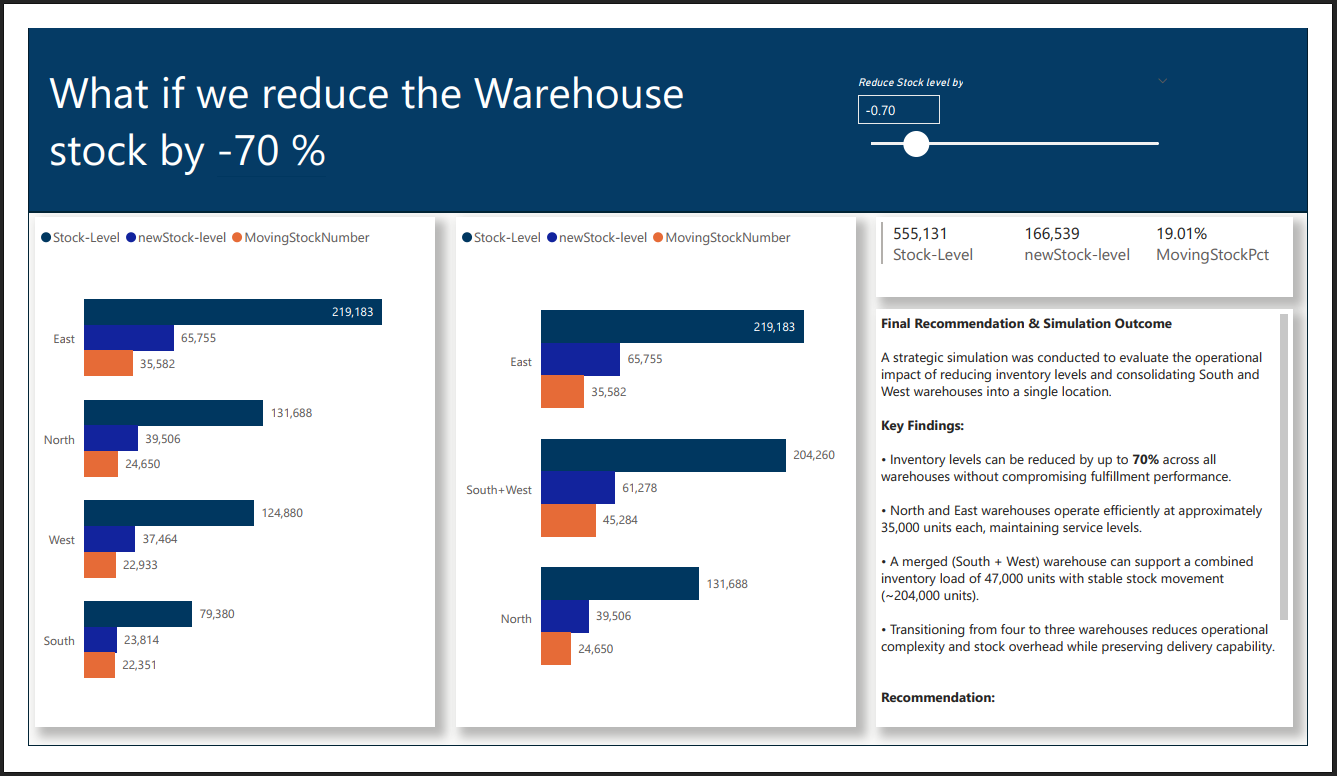 What if we reduce the Warehouse
stock by -70 %
Reduce Stock level by
-0.70
Stock-Level newStock-level MovingStockNumber
219,183
East
65,755
35,582
131,688
North
39,506
24,650
124,880
West
37,464
22,933
79,380
South
23,814
22,351
Stock-Level newStock-level MovingStockNumber
219,183
East
65,755
35,582
204,260
South+West
61,278
45,284
131,688
North
39,506
24,650
555,131 166,539 19.01%
Stock-Level newStock-level MovingStockPct
Final Recommendation & Simulation Outcome
A strategic simulation was conducted to evaluate the operational
impact of reducing inventory levels and consolidating South and
West warehouses into a single location.
Key Findings:
• Inventory levels can be reduced by up to 70% across all
warehouses without compromising fulfillment performance.
• North and East warehouses operate efficiently at approximately
35,000 units each, maintaining service levels.
• A merged (South + West) warehouse can support a combined
inventory load of 47,000 units with stable stock movement
(~204,000 units).
• Transitioning from four to three warehouses reduces operational
complexity and stock overhead while preserving delivery capability.
Recommendation: